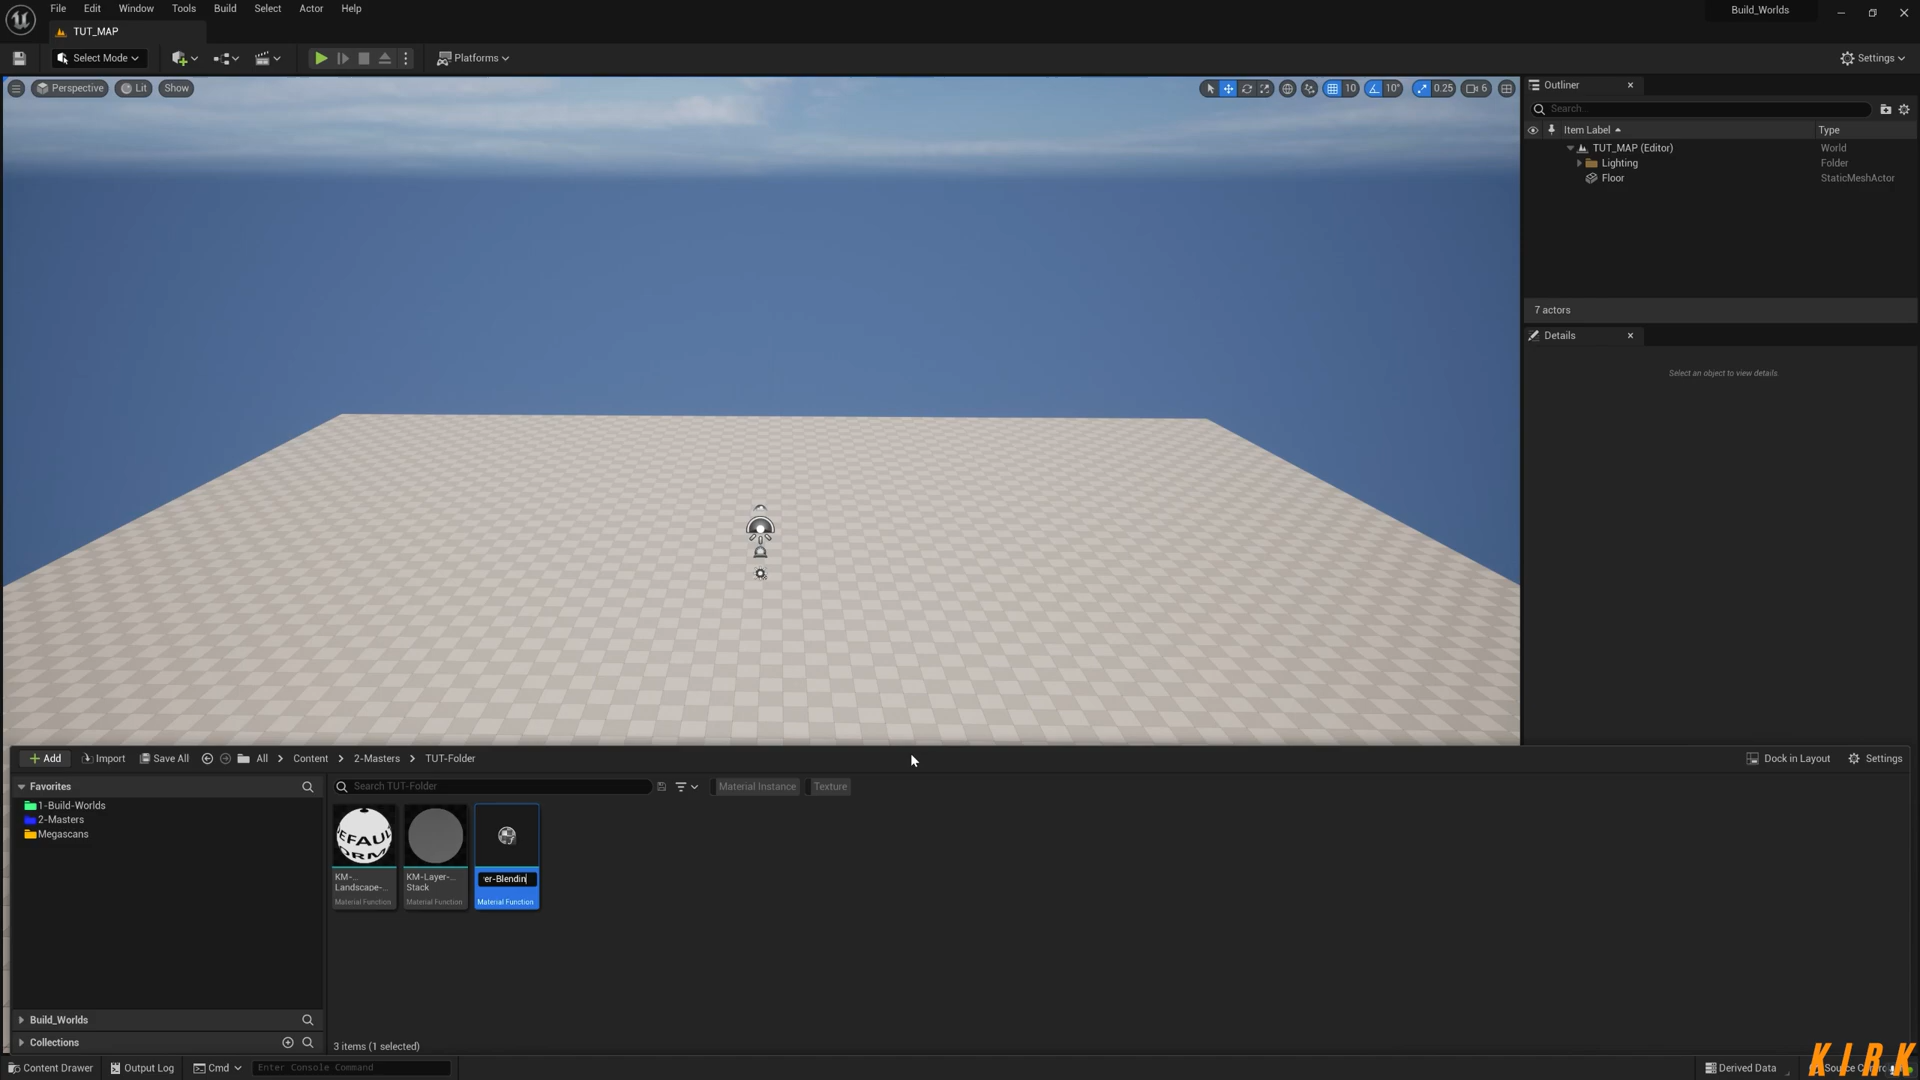 File Edit Window Tools Build Select Actor Help
Build_Worlds
TUT_MAP
Select Mode
Platforms
Settings
Perspective Lit Show
10 10° 0.25 6
Outliner
Search...
Item Label Type
TUT_MAP (Editor) World
Lighting Folder
Floor StaticMeshActor
7 actors
Details
Select an object to view details.
Add Import Save All All Content 2-Masters TUT-Folder
Dock in Layout Settings
Favorites
Search TUT-Folder
Material Instance Texture
1-Build-Worlds
2-Masters
Megascans
EFAUL
ORM
KM-...
Landscape-...
Material Function
KM-Layer-...
Stack
Material Function
er-Blendin
Material Function
Build_Worlds
Collections
3 items (1 selected)
Content Drawer Output Log Cmd Enter Console Command
Derived Data
KIRK